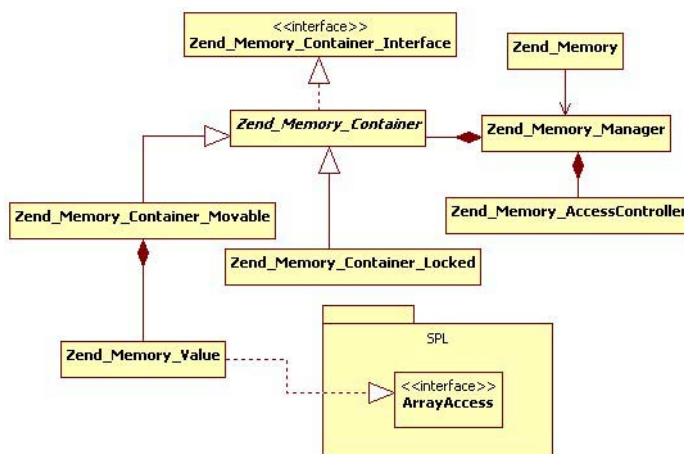 <<interface>>
Zend_Memory_Container_Interface
Zend_Memory
Zend_Memory_Container
Zend_Memory_Manager
Zend_Memory_Container_Movable
Zend_Memory_AccessController
Zend_Memory_Container_Locked
SPL
Zend_Memory_Value
<<interface>>
ArrayAccess